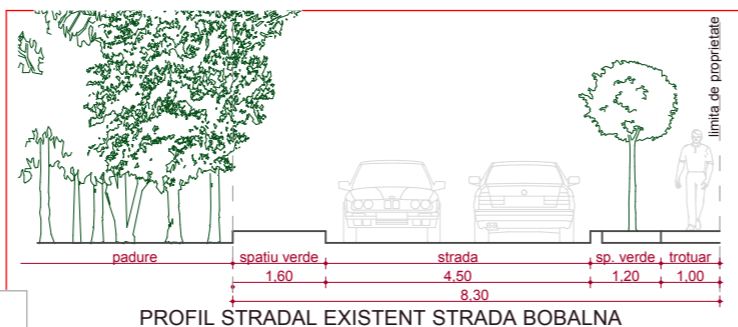 limita de proprietate
padure spatiu verde strada sp. verde trotuar
1,60 4,50 1,20 1,00
8,30
PROFIL STRADAL EXISTENT STRADA BOBALNA